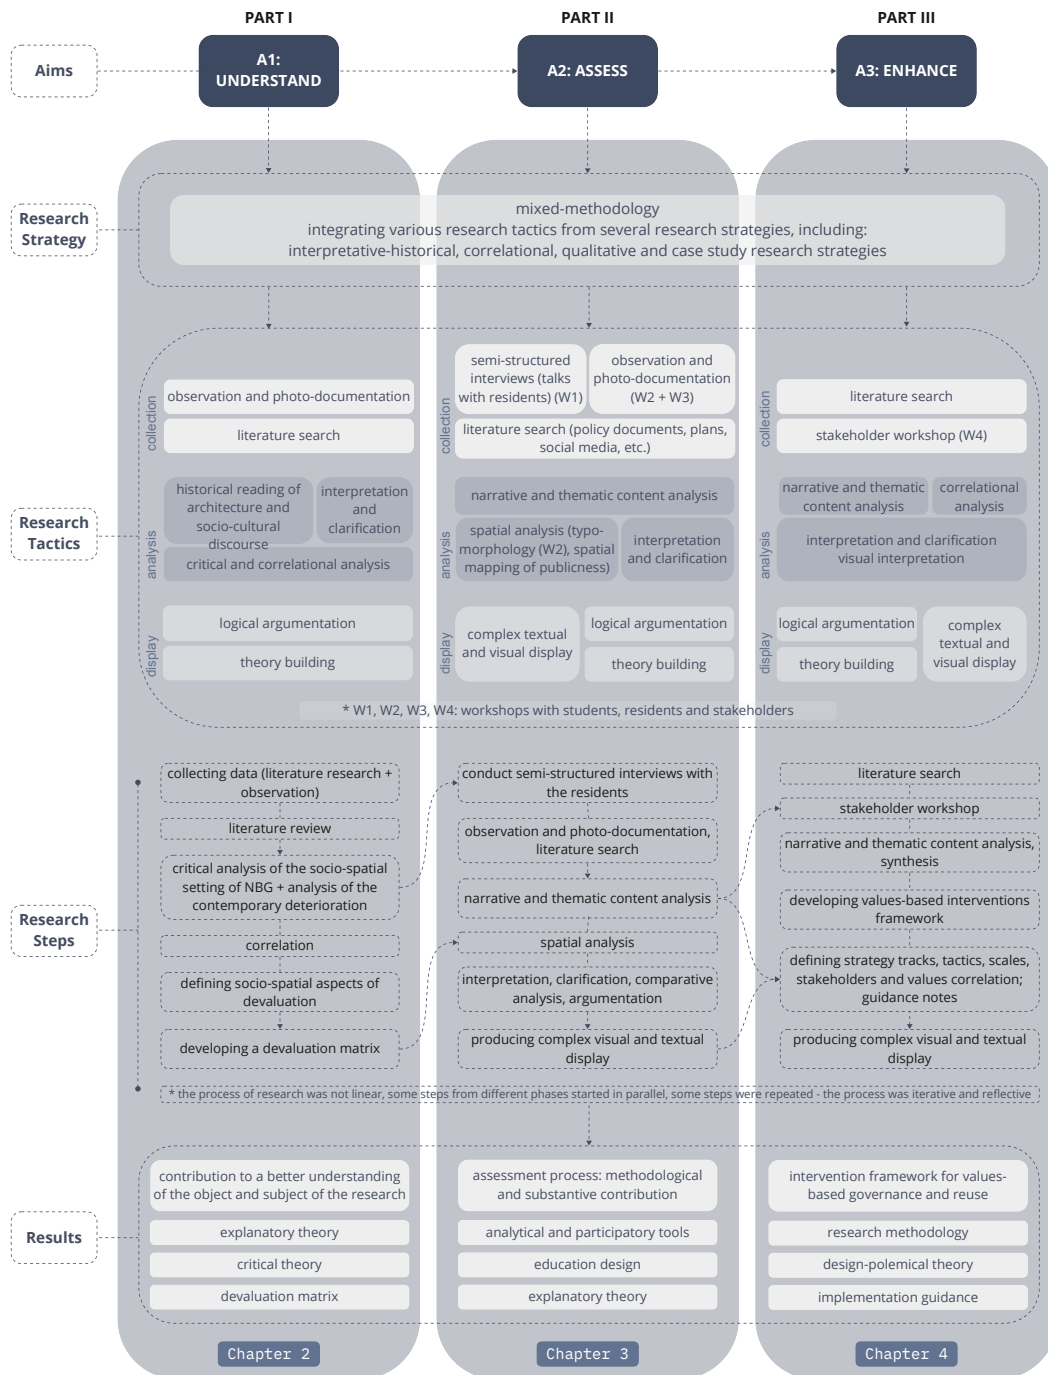 PART I
PART II
PART III
Aims
A1:
UNDERSTAND
A2: ASSESS
A3: ENHANCE
Research
Strategy
mixed-methodology
integrating various research tactics from several research strategies, including:
interpretative-historical, correlational, qualitative and case study research strategies
Research
Tactics
collection
observation and photo-documentation
literature search
analysis
historical reading of
architecture and
socio-cultural
discourse
interpretation
and
clarification
critical and correlational analysis
display
logical argumentation
theory building
collection
semi-structured
interviews (talks
with residents) (W1)
observation and
photo-documentation
(W2 + W3)
literature search (policy documents, plans,
social media, etc.)
analysis
narrative and thematic content analysis
spatial analysis (typo-
morphology (W2), spatial
mapping of publicness)
interpretation
and clarification
display
complex textual
and visual display
logical argumentation
theory building
collection
literature search
stakeholder workshop (W4)
analysis
narrative and thematic
content analysis
correlational
analysis
interpretation and clarification
visual interpretation
display
logical argumentation
theory building
complex
textual and
visual display
* W1, W2, W3, W4: workshops with students, residents and stakeholders
Research
Steps
collecting data (literature research +
observation)
literature review
critical analysis of the socio-spatial
setting of NBG + analysis of the
contemporary deterioration
correlation
defining socio-spatial aspects of
devaluation
developing a devaluation matrix
conduct semi-structured interviews with
the residents
observation and photo-documentation,
literature search
narrative and thematic content analysis
spatial analysis
interpretation, clarification, comparative
analysis, argumentation
producing complex visual and textual
display
literature search
stakeholder workshop
narrative and thematic content analysis,
synthesis
developing values-based interventions
framework
defining strategy tracks, tactics, scales,
stakeholders and values correlation;
guidance notes
producing complex visual and textual
display
* the process of research was not linear, some steps from different phases started in parallel, some steps were repeated - the process was iterative and reflective
Results
contribution to a better understanding
of the object and subject of the research
explanatory theory
critical theory
devaluation matrix
assessment process: methodological
and substantive contribution
analytical and participatory tools
education design
explanatory theory
intervention framework for values-
based governance and reuse
research methodology
design-polemical theory
implementation guidance
Chapter 2
Chapter 3
Chapter 4